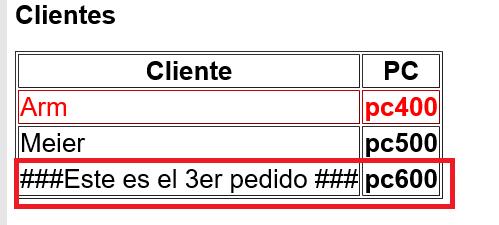 Clientes
Cliente PC
Arm pc400
Meier pc500
###Este es el 3er pedido ### pc600